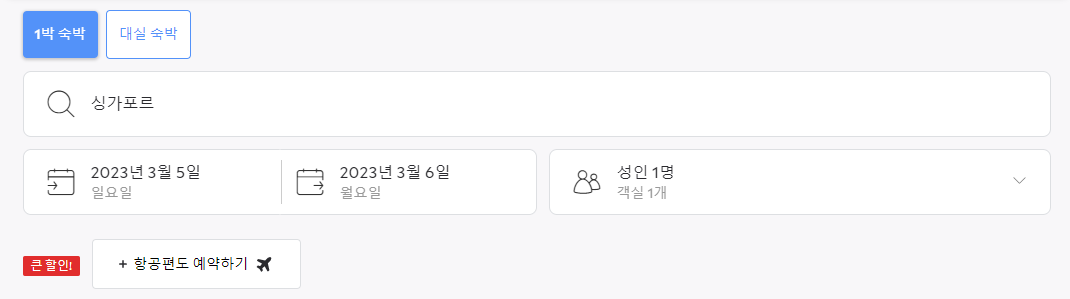 1박 숙박
대실 숙박
싱가포르
2023년 3월 5일
일요일
2023년 3월 6일
월요일
성인 1명
객실 1개
큰 할인!
+ 항공편도 예약하기